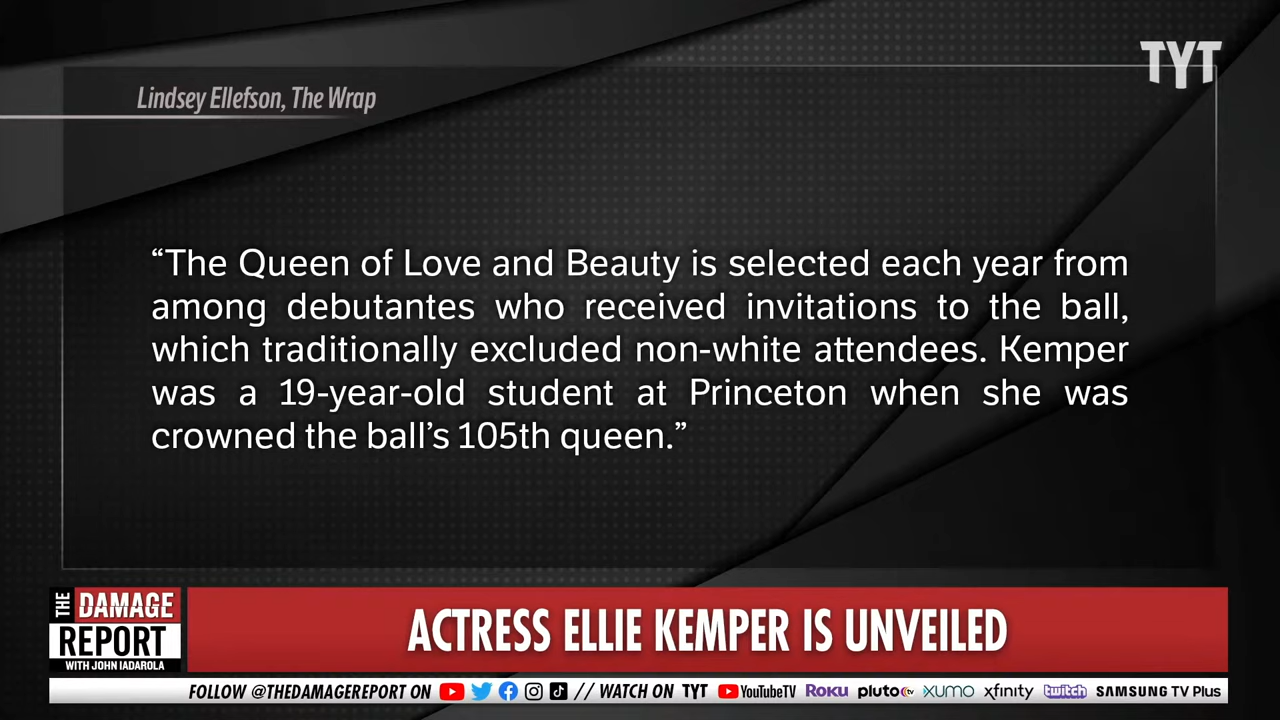 TYT
Lindsey Ellefson, The Wrap
“The Queen of Love and Beauty is selected each year from
among debutantes who received invitations to the ball,
which traditionally excluded non-white attendees. Kemper
was a 19-year-old student at Princeton when she was
crowned the ball’s 105th queen.”
THE DAMAGE
REPORT
WITH JOHN IADAROLA
ACTRESS ELLIE KEMPER IS UNVEILED
FOLLOW @THEDAMAGEREPORT ON // WATCH ON TYT YouTubeTV Roku pluto tv XUMO xfinity twitch SAMSUNG TV Plus